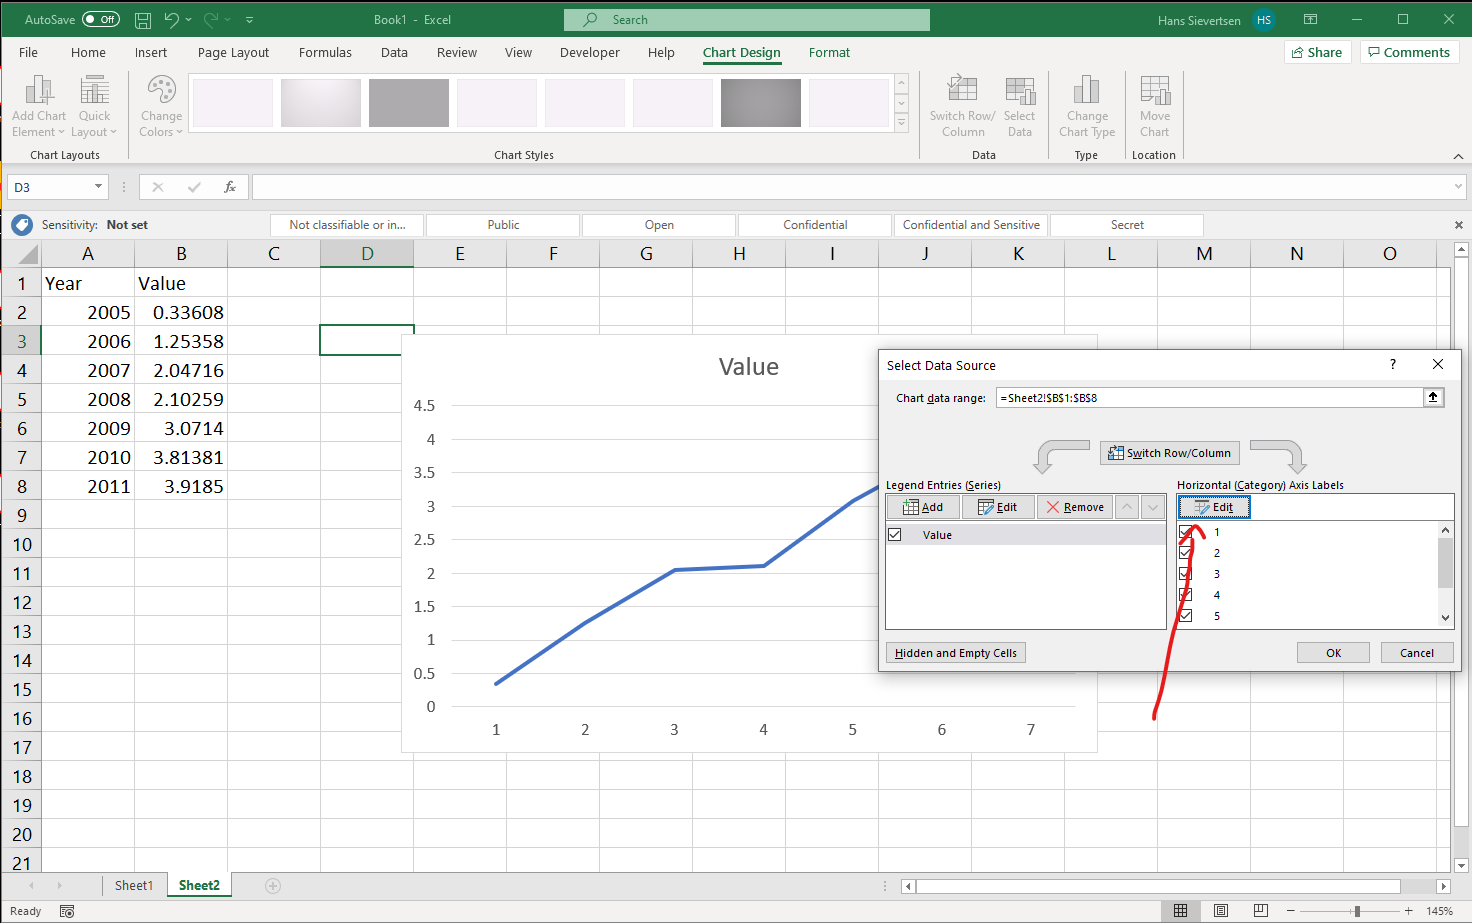 AutoSave Off Book1 - Excel Search Hans Sievertsen HS
File Home Insert Page Layout Formulas Data Review View Developer Help Chart Design Format Share Comments
Add Chart Element Quick Layout Change Colors Switch Row/ Column Select Data Change Chart Type Move Chart
Chart Layouts Chart Styles Data Type Location
D3 fx
Sensitivity: Not set Not classifiable or in... Public Open Confidential Confidential and Sensitive Secret
A B C D E F G H I J K L M N O
1 Year Value
2 2005 0.33608
3 2006 1.25358
4 2007 2.04716
5 2008 2.10259
6 2009 3.0714
7 2010 3.81381
8 2011 3.9185
9
10
11
12
13
14
15
16
17
18
19
20
21
Value
4.5
4
3.5
3
2.5
2
1.5
1
0.5
0
1 2 3 4 5 6 7
Select Data Source ?
Chart data range: =Sheet2!$B$1:$B$8
Switch Row/Column
Legend Entries (Series) Horizontal (Category) Axis Labels
Add Edit Remove Edit
Value
1
2
3
4
5
Hidden and Empty Cells OK Cancel
Sheet1 Sheet2
Ready 145%